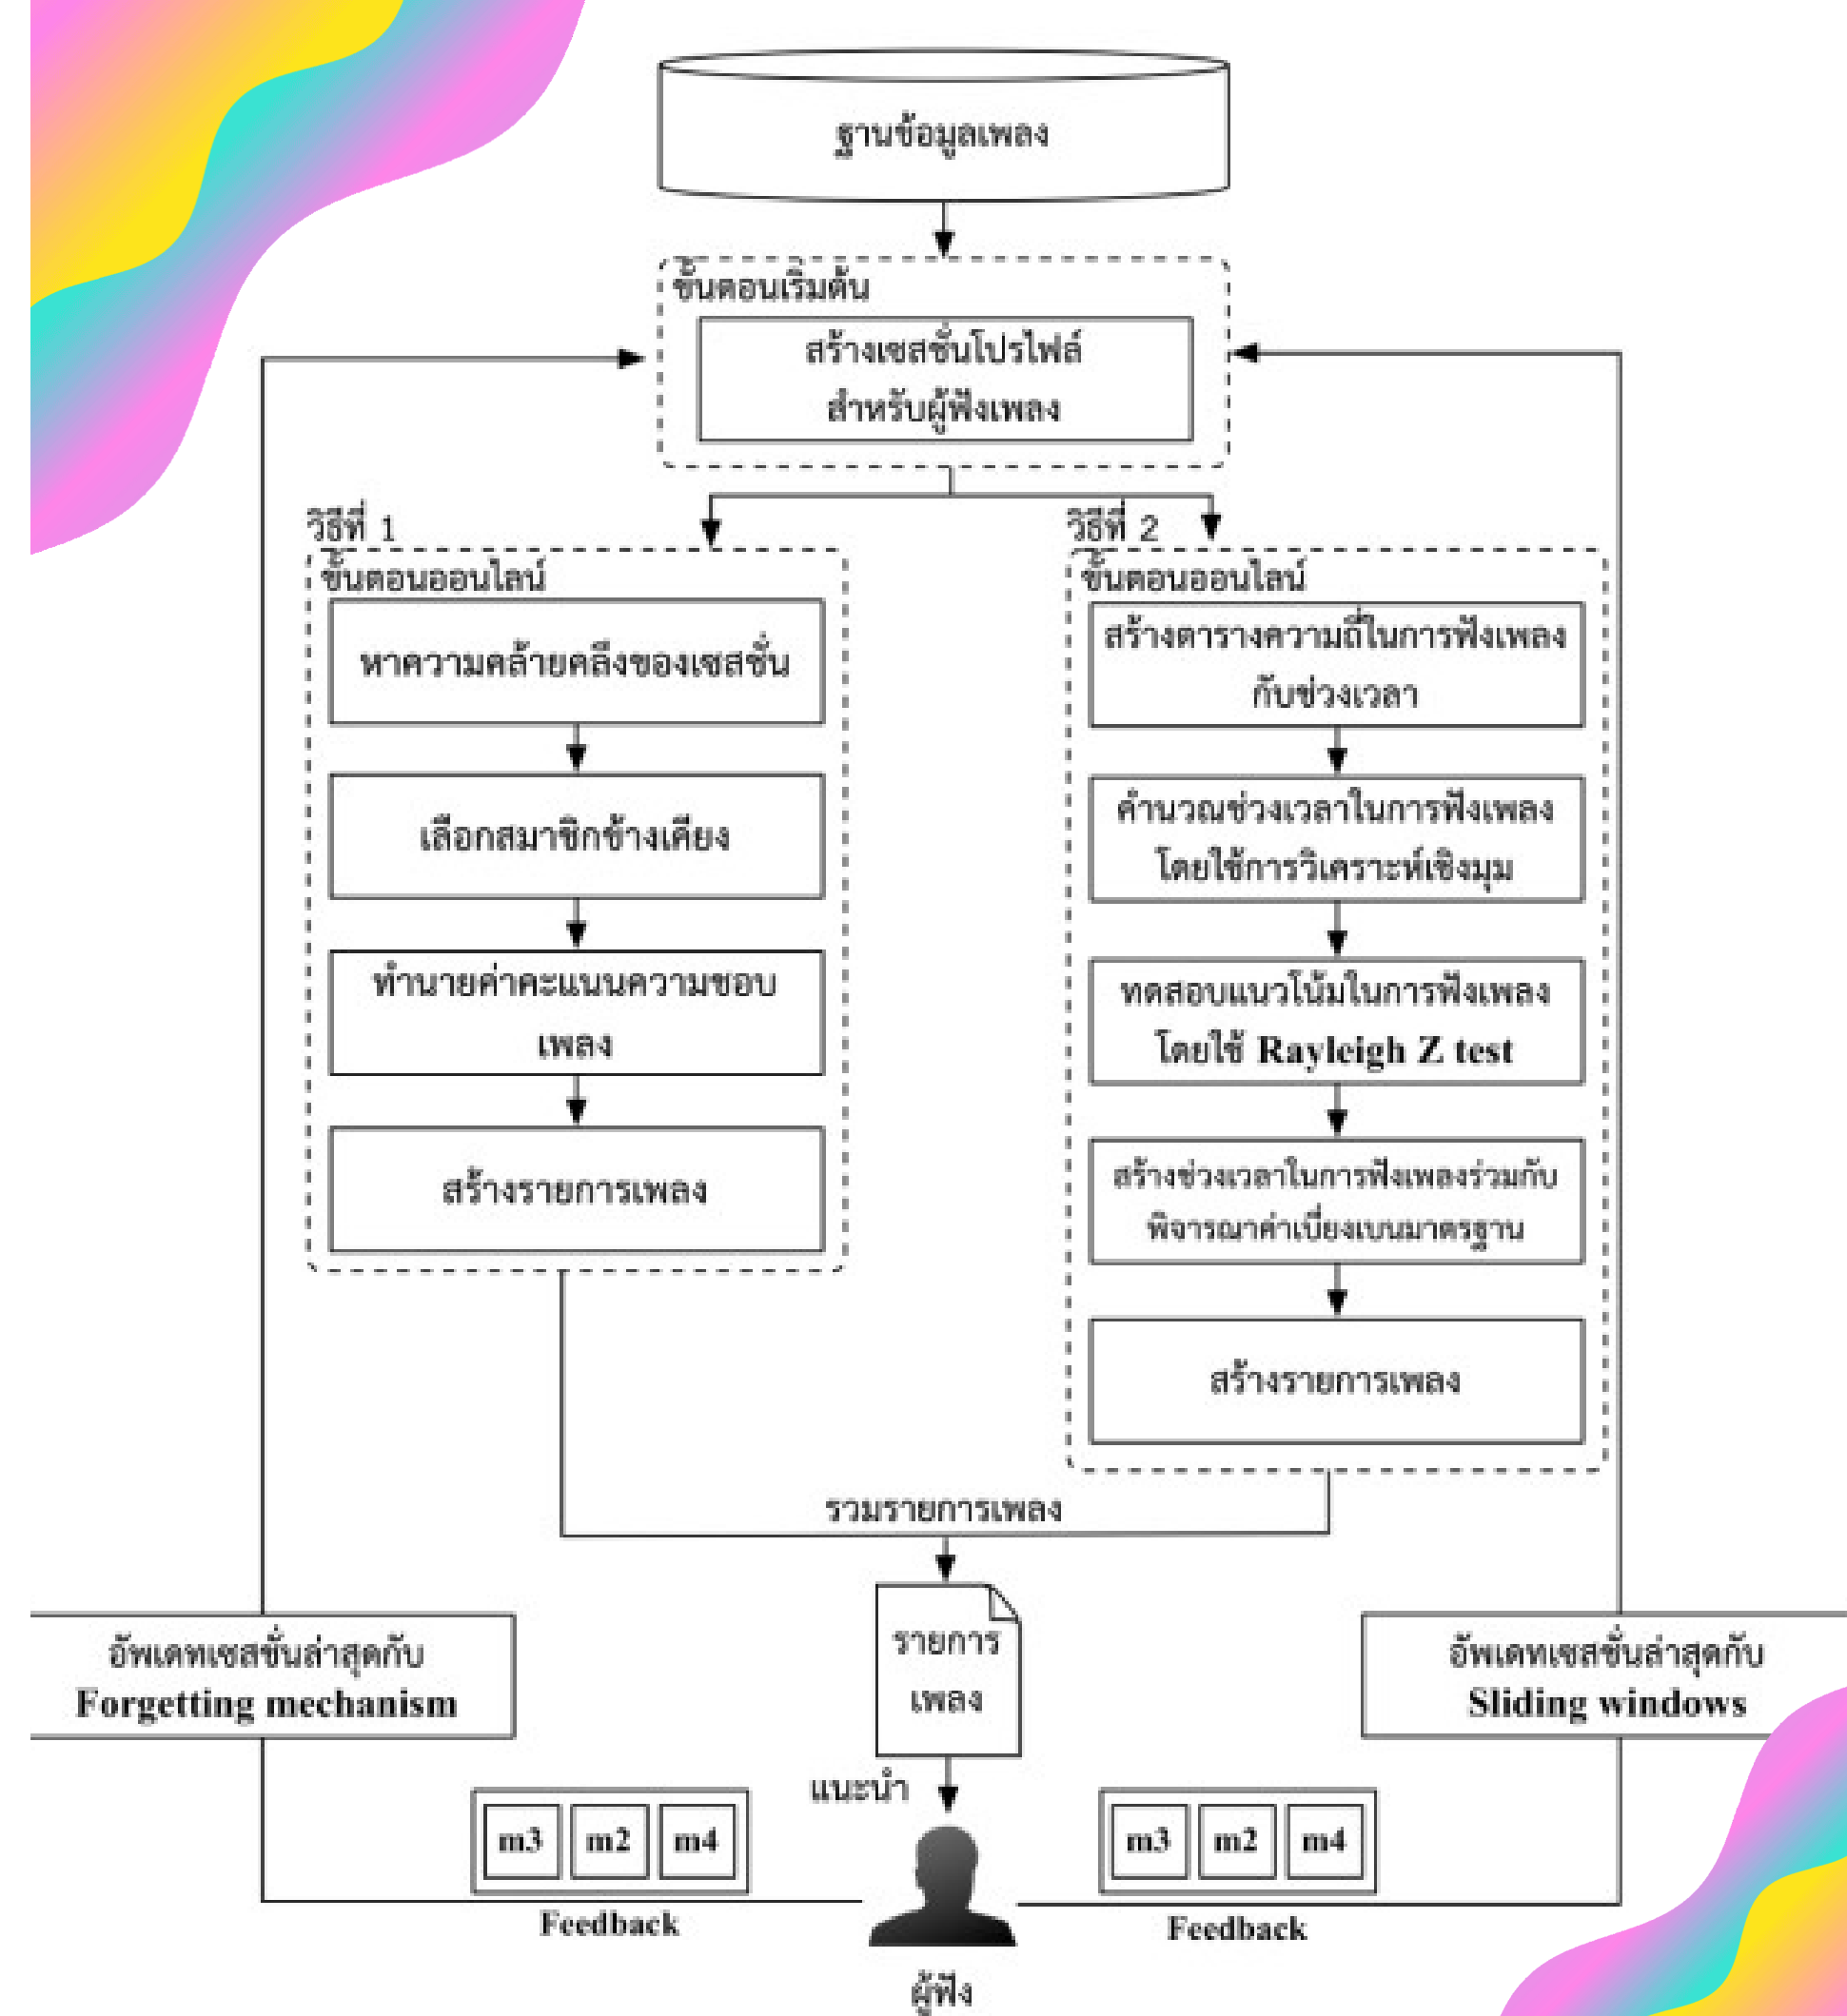 ฐานข้อมูลเพลง
ขั้นตอนเริ่มต้น
สร้างเซสชั่นโปรไฟล์
สำหรับผู้ฟังเพลง
วิธีที่ 1
ขั้นตอนออนไลน์
หาความคล้ายคลึงของเซสชั่น
เลือกสมาชิกข้างเคียง
ทำนายค่าคะแนนความชอบ
เพลง
สร้างรายการเพลง
วิธีที่ 2
ขั้นตอนออนไลน์
สร้างตารางความถี่ในการฟังเพลง
กับช่วงเวลา
คำนวณช่วงเวลาในการฟังเพลง
โดยใช้การวิเคราะห์เชิงมุม
ทดสอบแนวโน้มในการฟังเพลง
โดยใช้ Rayleigh Z test
สร้างช่วงเวลาในการฟังเพลงร่วมกับ
พิจารณาค่าเบี่ยงเบนมาตรฐาน
สร้างรายการเพลง
รวมรายการเพลง
รายการ
เพลง
อัพเดทเซสชั่นล่าสุดกับ
Forgetting mechanism
อัพเดทเซสชั่นล่าสุดกับ
Sliding windows
แนะนำ
m3 m2 m4
Feedback
m3 m2 m4
Feedback
ผู้ฟัง